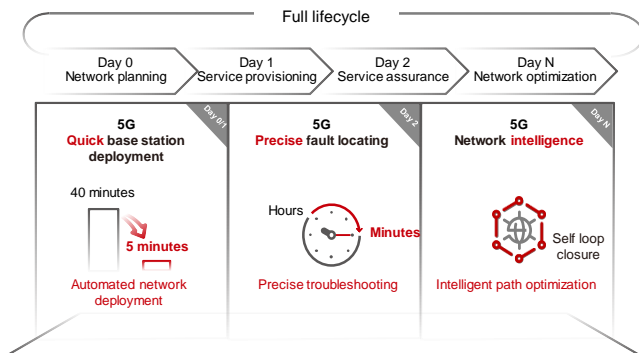 Full lifecycle
Day 0
Network planning
Day 1
Service provisioning
Day 2
Service assurance
Day N
Network optimization
Day 0/1
5G
Quick base station
deployment
40 minutes
5 minutes
Automated network
deployment
Day 2
5G
Precise fault locating
Hours
Minutes
Precise troubleshooting
Day N
5G
Network intelligence
Self loop
closure
Intelligent path optimization